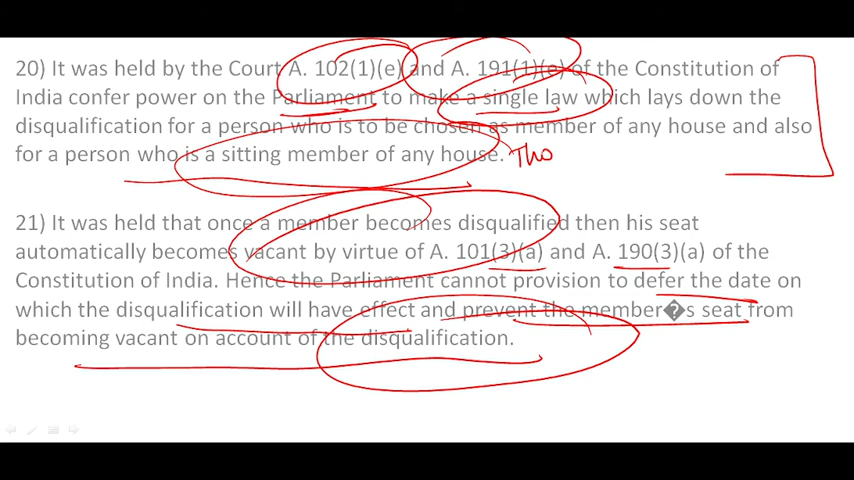 20) It was held by the Court A. 102(1)(e) and A. 191(1)(e) of the Constitution of
India confer power on the Parliament to make a single law which lays down the
disqualification for a person who is to be chosen as member of any house and also
for a person who is a sitting member of any house. Tho
21) It was held that once a member becomes disqualified then his seat
automatically becomes vacant by virtue of A. 101(3)(a) and A. 190(3)(a) of the
Constitution of India. Hence the Parliament cannot provision to defer the date on
which the disqualification will have effect and prevent the member�s seat from
becoming vacant on account of the disqualification.